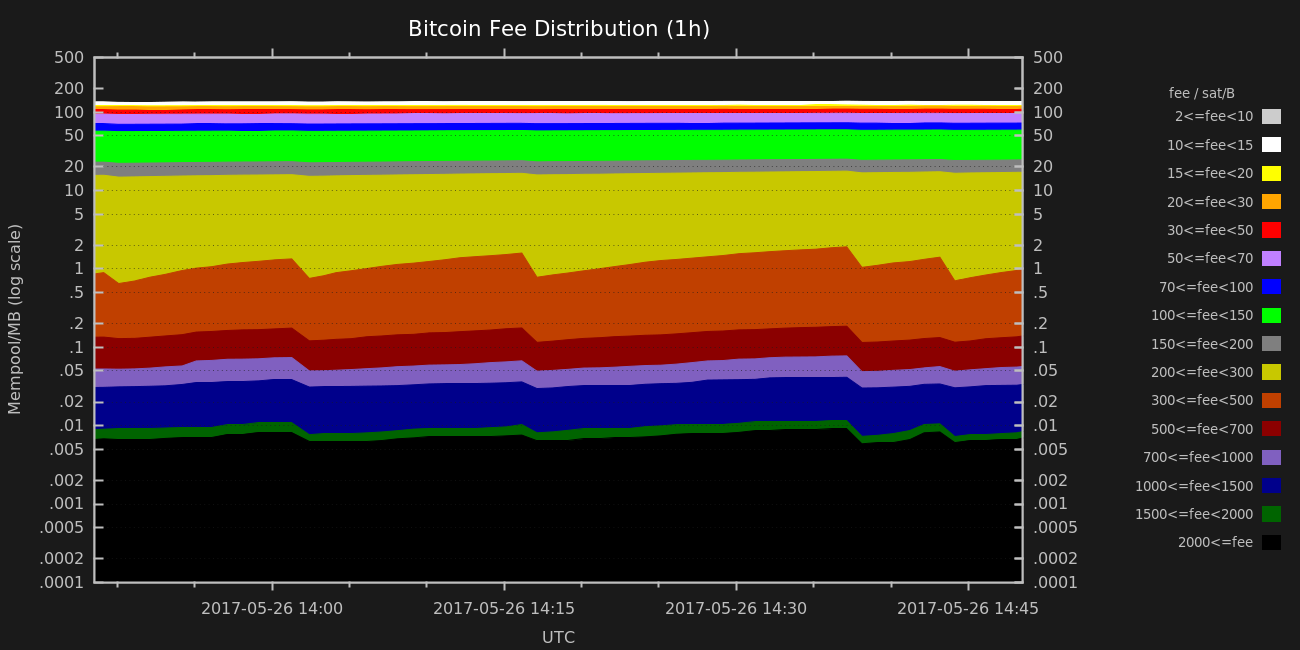 Bitcoin Fee Distribution (1h)
Mempool/MB (log scale)
500
200
100
50
20
10
5
2
1
.5
.2
.1
.05
.02
.01
.005
.002
.001
.0005
.0002
.0001
500
200
100
50
20
10
5
2
1
.5
.2
.1
.05
.02
.01
.005
.002
.001
.0005
.0002
.0001
2017-05-26 14:00
2017-05-26 14:15
2017-05-26 14:30
2017-05-26 14:45
UTC
fee / sat/B
2<=fee<10
10<=fee<15
15<=fee<20
20<=fee<30
30<=fee<50
50<=fee<70
70<=fee<100
100<=fee<150
150<=fee<200
200<=fee<300
300<=fee<500
500<=fee<700
700<=fee<1000
1000<=fee<1500
1500<=fee<2000
2000<=fee